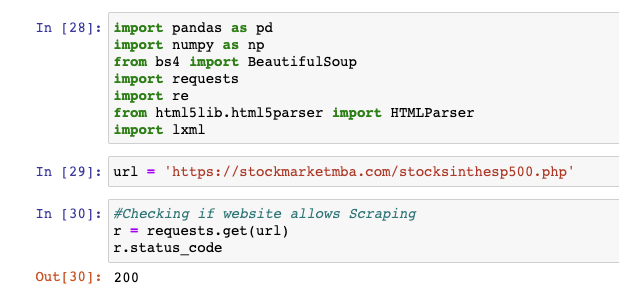 In [28]: import pandas as pd
import numpy as np
from bs4 import BeautifulSoup
import requests
import re
from html5lib.html5parser import HTMLParser
import lxml
In [29]: url = 'https://stockmarketmba.com/stocksinthesp500.php'
In [30]: #Checking if website allows Scraping
r = requests.get(url)
r.status_code
Out[30]: 200